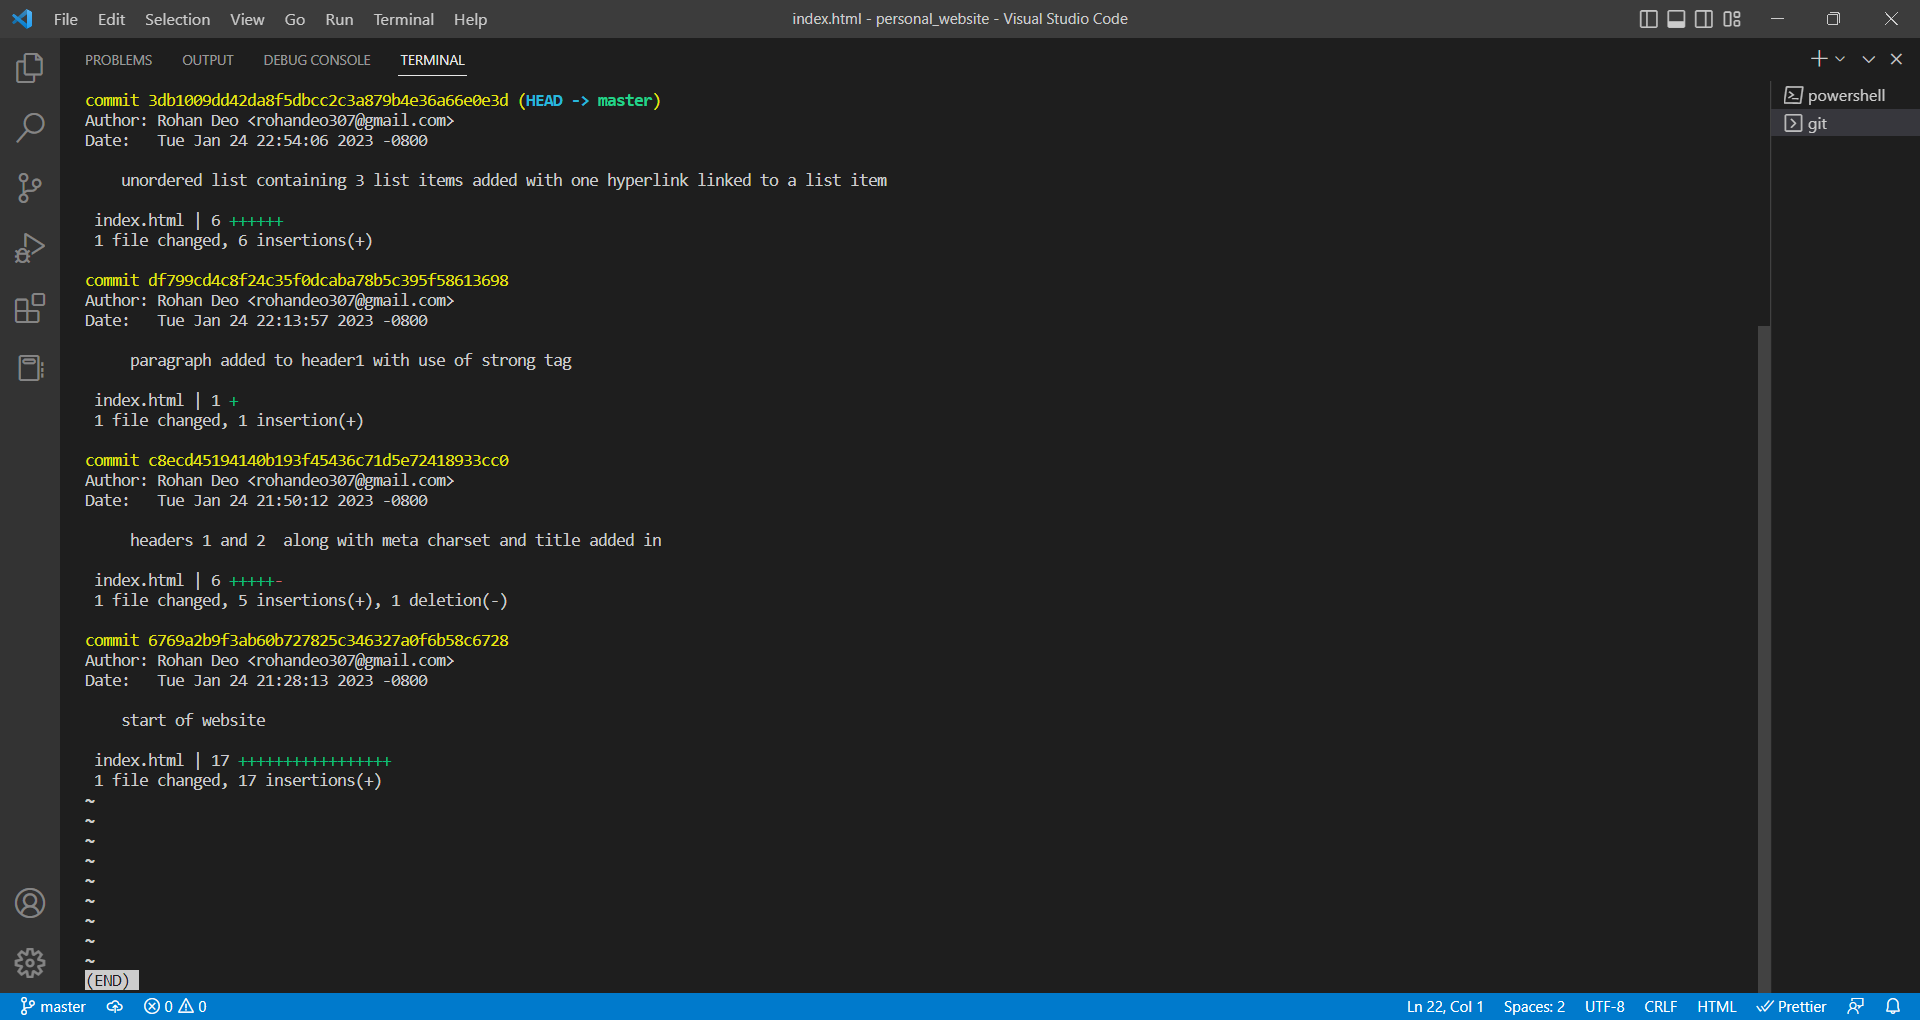 File Edit Selection View Go Run Terminal Help
index.html - personal_website - Visual Studio Code
PROBLEMS OUTPUT DEBUG CONSOLE TERMINAL
powershell
git
commit 3db1009dd42da8f5dbcc2c3a879b4e36a66e0e3d (HEAD -> master)
Author: Rohan Deo <rohandeo307@gmail.com>
Date:   Tue Jan 24 22:54:06 2023 -0800
    unordered list containing 3 list items added with one hyperlink linked to a list item
 index.html | 6 ++++++
 1 file changed, 6 insertions(+)
commit df799cd4c8f24c35f0dcaba78b5c395f58613698
Author: Rohan Deo <rohandeo307@gmail.com>
Date:   Tue Jan 24 22:13:57 2023 -0800
     paragraph added to header1 with use of strong tag
 index.html | 1 +
 1 file changed, 1 insertion(+)
commit c8ecd45194140b193f45436c71d5e72418933cc0
Author: Rohan Deo <rohandeo307@gmail.com>
Date:   Tue Jan 24 21:50:12 2023 -0800
     headers 1 and 2  along with meta charset and title added in
 index.html | 6 +++++-
 1 file changed, 5 insertions(+), 1 deletion(-)
commit 6769a2b9f3ab60b727825c346327a0f6b58c6728
Author: Rohan Deo <rohandeo307@gmail.com>
Date:   Tue Jan 24 21:28:13 2023 -0800
    start of website
 index.html | 17 +++++++++++++++++
 1 file changed, 17 insertions(+)
~
~
~
~
~
~
~
~
~
(END)
master 0 0 Ln 22, Col 1 Spaces: 2 UTF-8 CRLF HTML Prettier